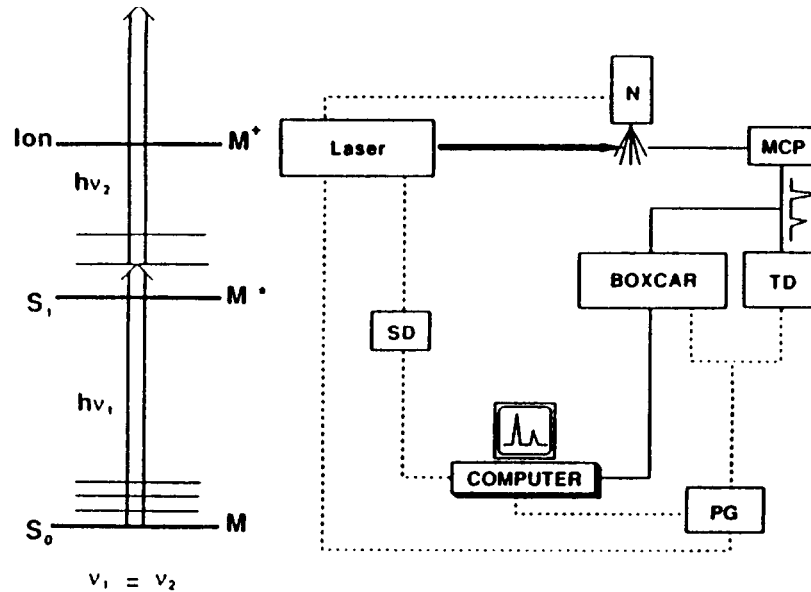 Ion
M⁺
hν₂
S₁
M*
hν₁
S₀
M
ν₁ = ν₂
N
Laser
MCP
BOXCAR
TD
SD
COMPUTER
PG